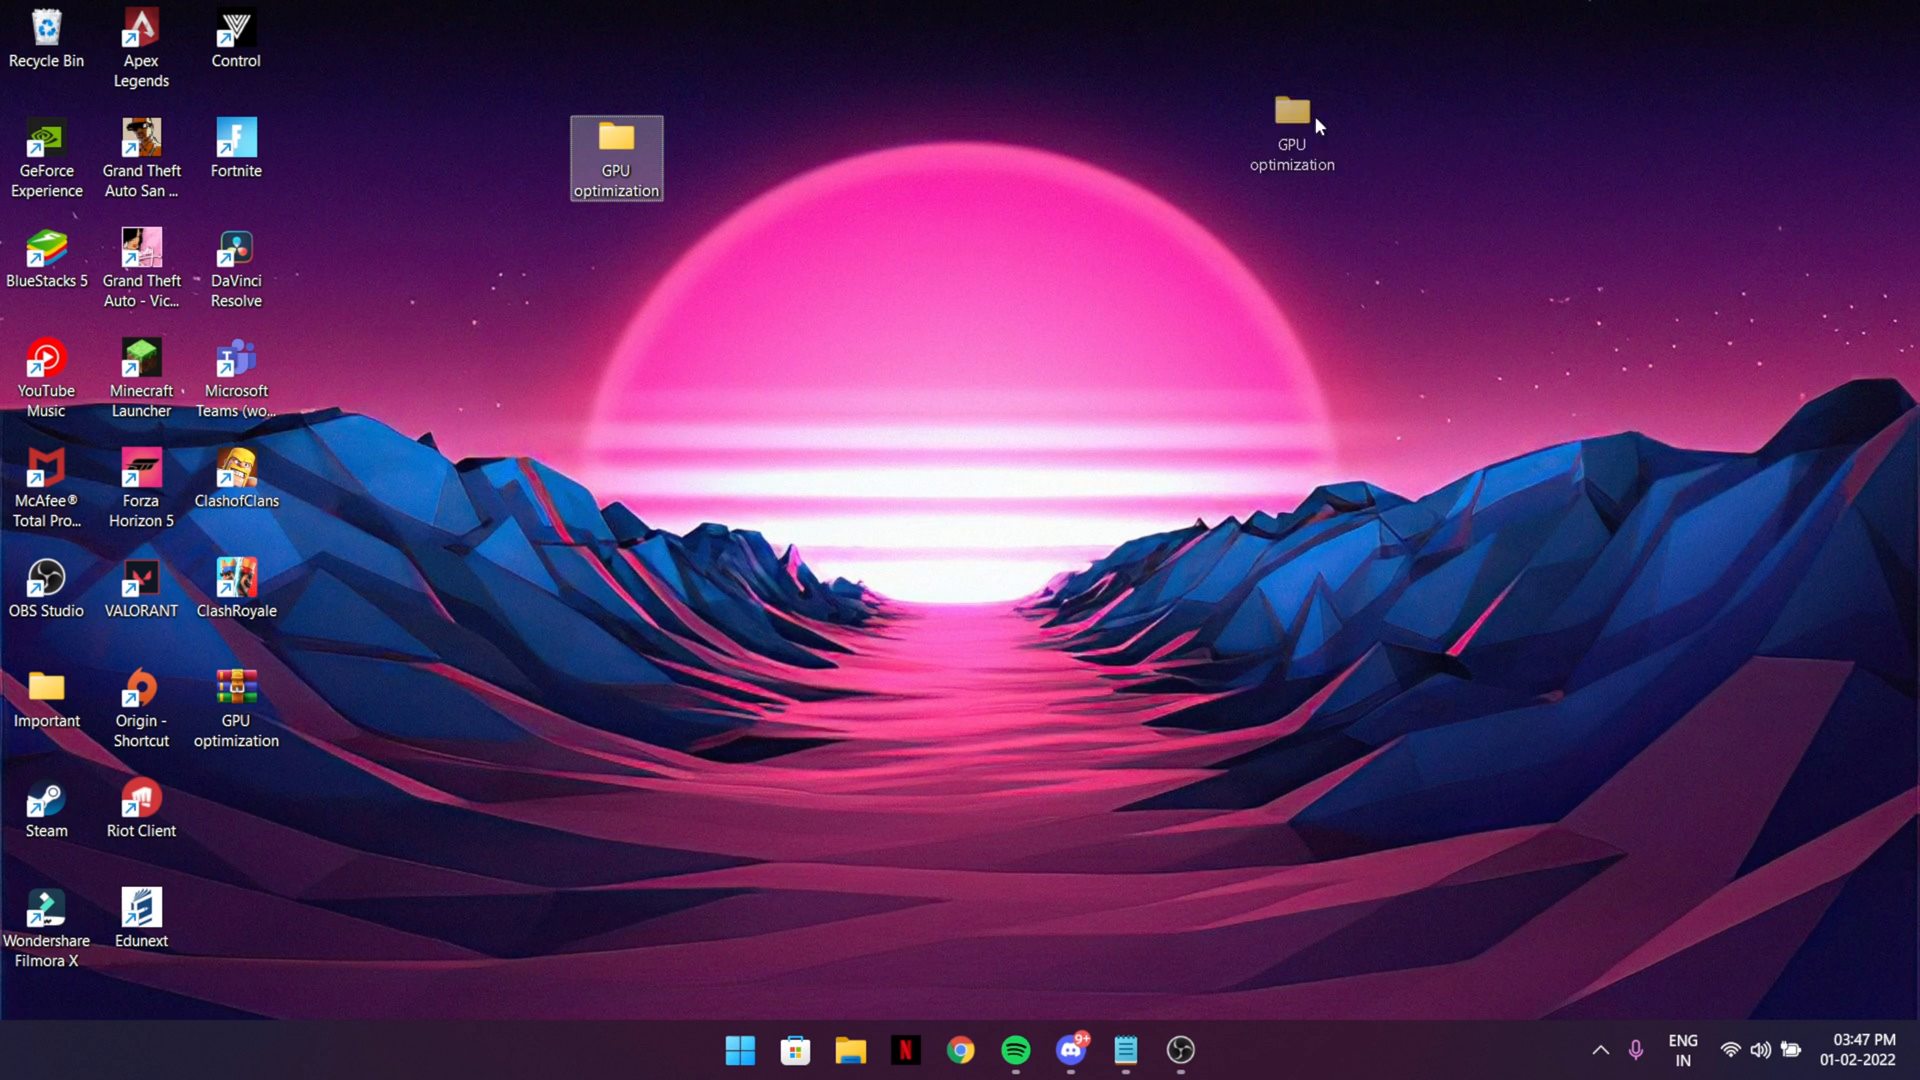 Recycle Bin
Apex
Legends
Control
GeForce
Experience
Grand Theft
Auto San ...
Fortnite
BlueStacks 5
Grand Theft
Auto - Vic...
DaVinci
Resolve
YouTube
Music
Minecraft
Launcher
Microsoft
Teams (wo...
McAfee®
Total Pro...
Forza
Horizon 5
ClashofClans
OBS Studio
VALORANT
ClashRoyale
Important
Origin -
Shortcut
GPU
optimization
Steam
Riot Client
Wondershare
Filmora X
Edunext
GPU
optimization
GPU
optimization
N
9+
ENG
IN
03:47 PM
01-02-2022